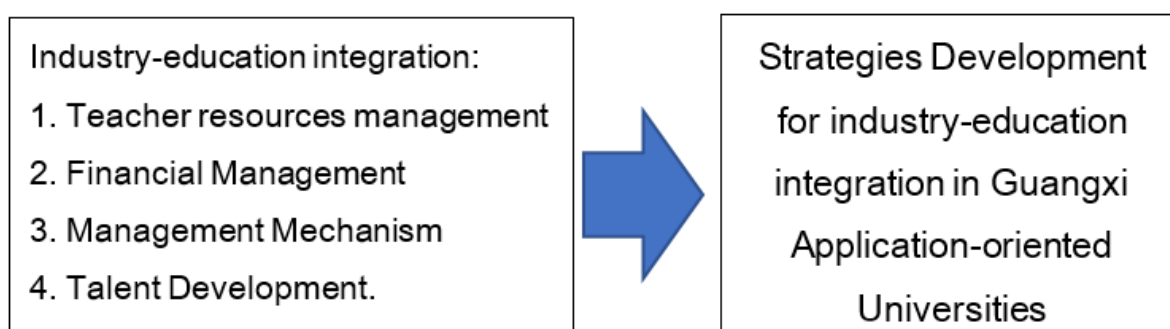 Industry-education integration:
1. Teacher resources management
2. Financial Management
3. Management Mechanism
4. Talent Development.
Strategies Development
for industry-education
integration in Guangxi
Application-oriented
Universities